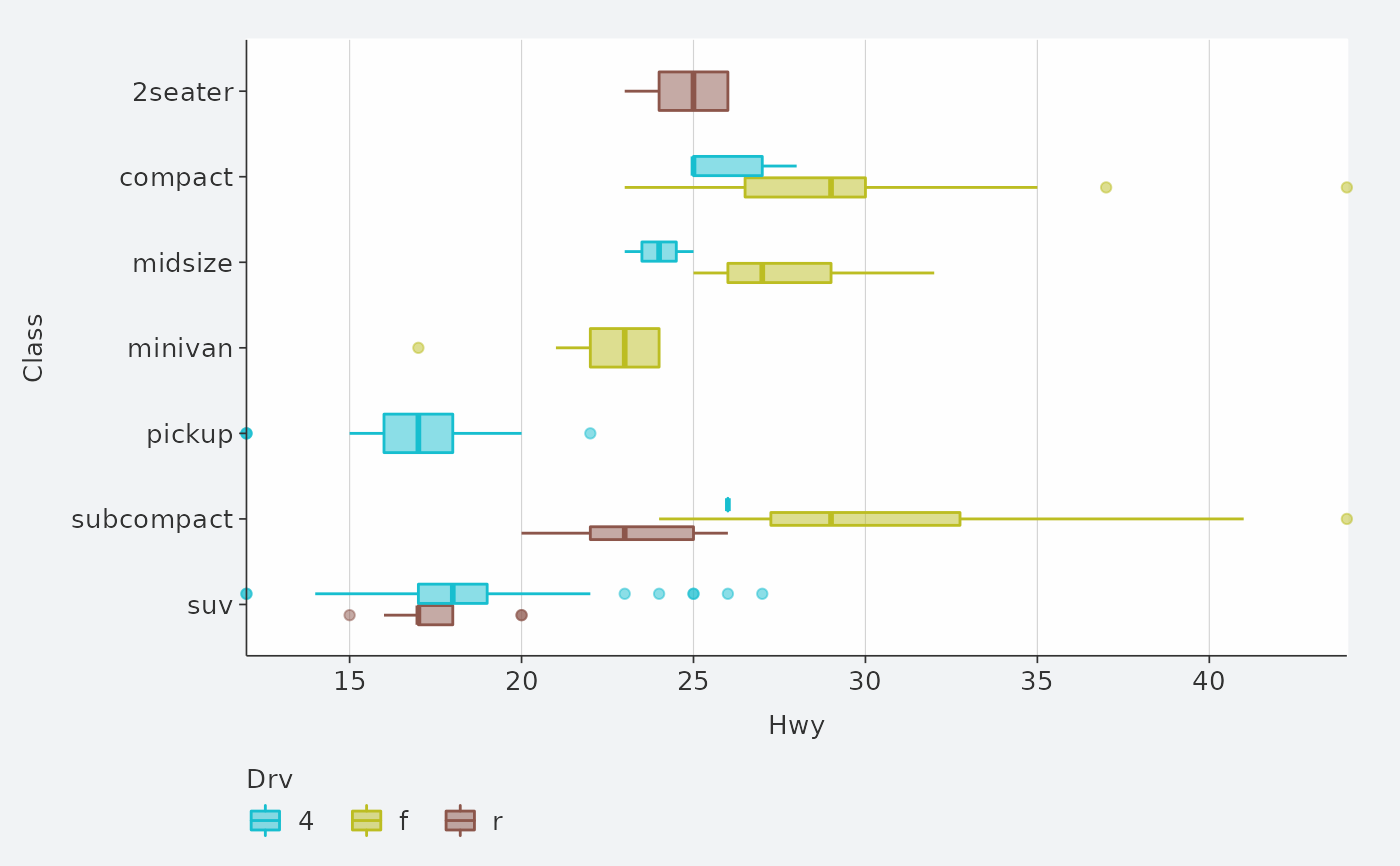 Class
2seater
compact
midsize
minivan
pickup
subcompact
suv
15 20 25 30 35 40
Hwy
Drv
4 f r